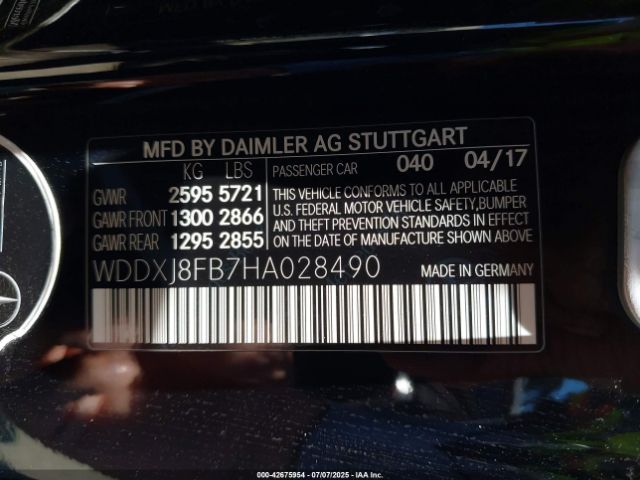 MFD BY DAIMLER AG STUTTGART
KG LBS PASSENGER CAR 040 04/17
GVWR 2595 5721
GAWR FRONT 1300 2866
GAWR REAR 1295 2855
THIS VEHICLE CONFORMS TO ALL APPLICABLE
U.S. FEDERAL MOTOR VEHICLE SAFETY,BUMPER
AND THEFT PREVENTION STANDARDS IN EFFECT
ON THE DATE OF MANUFACTURE SHOWN ABOVE.
WDDXJ8FB7HA028490 MADE IN GERMANY
000-42675954 | 07/07/2025 - iaai.com